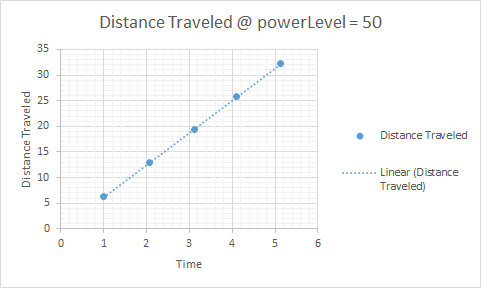 Distance Traveled @ powerLevel = 50
Distance Traveled
35
30
25
20
15
10
5
0
0 1 2 3 4 5 6
Time
Distance Traveled
Linear (Distance
Traveled)